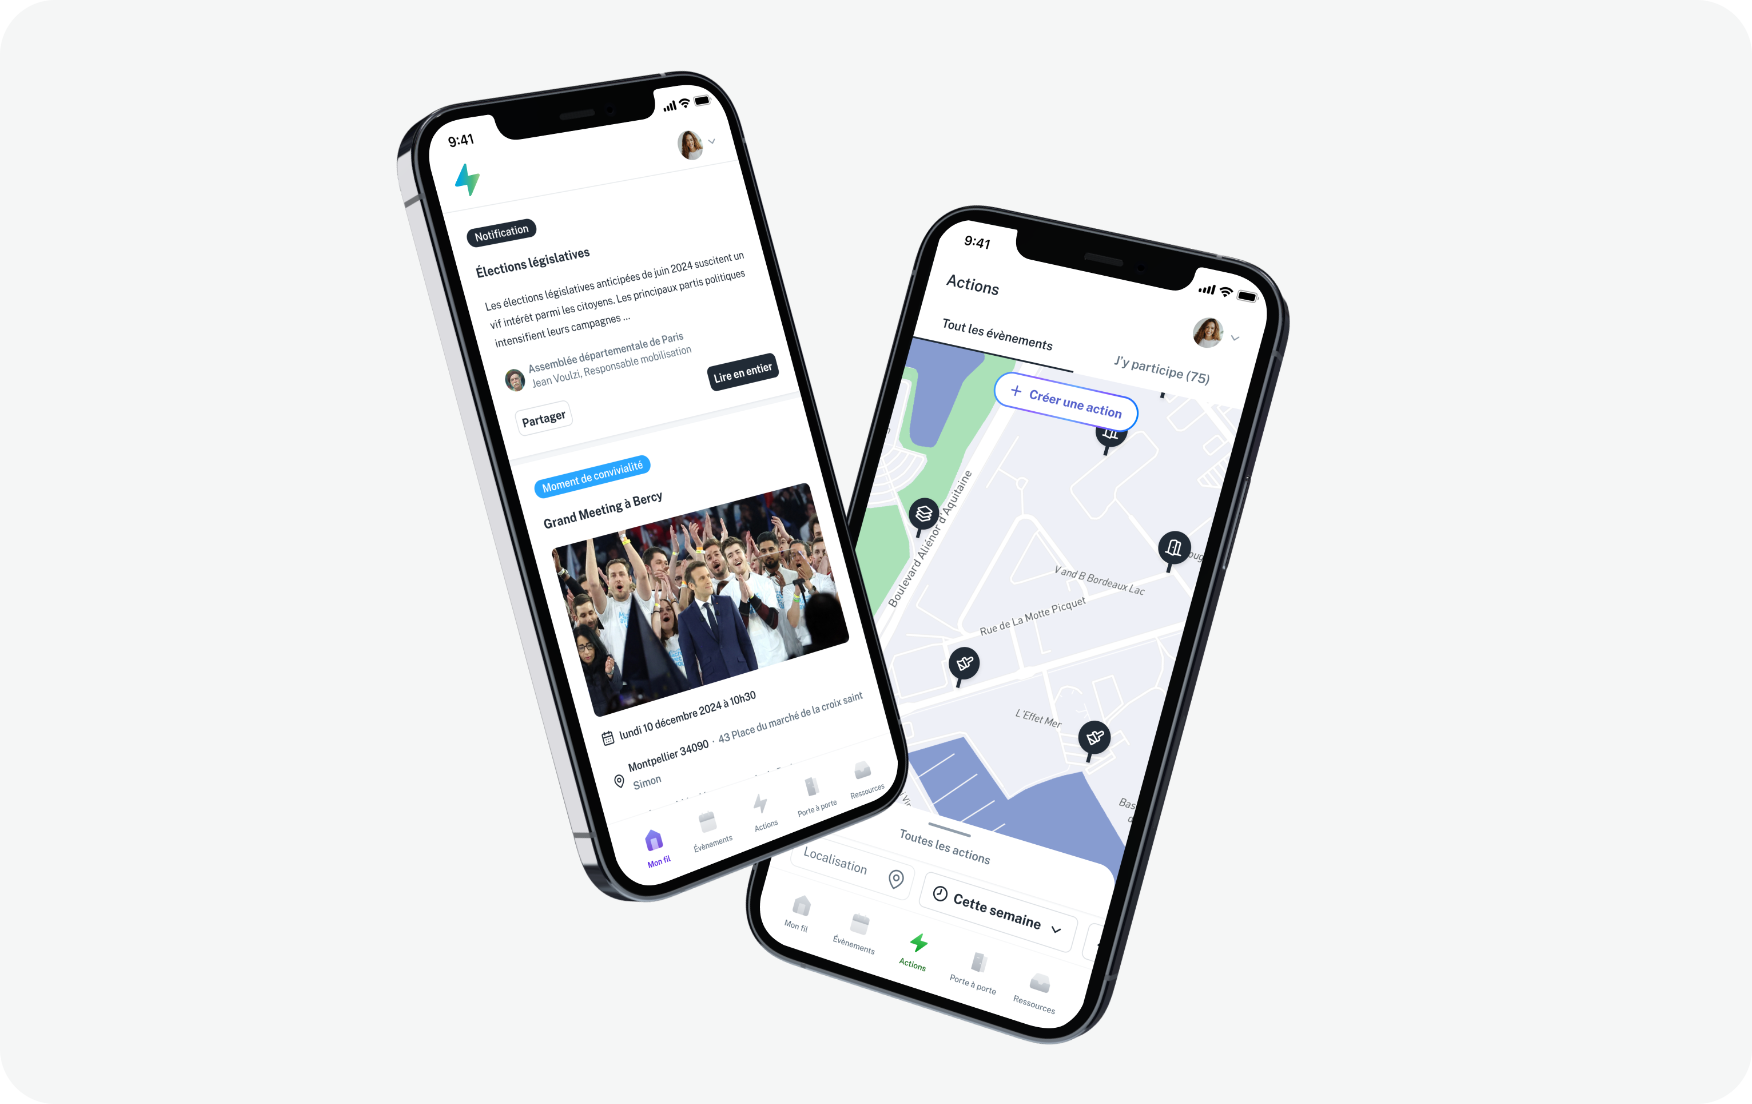 9:41
Notification
Élections législatives
Les élections législatives anticipées de juin 2024 suscitent un
vif intérêt parmi les citoyens. Les principaux partis politiques
intensifient leurs campagnes ...
Assemblée départementale de Paris
Jean Voulzi, Responsable mobilisation
Lire en entier
Partager
Moment de convivialité
Grand Meeting à Bercy
lundi 10 décembre 2024 à 10h30
Montpellier 34090 · 43 Place du marché de la croix saint
Simon
Mon fil
Évènements
Actions
Porte à porte
Ressources
9:41
Actions
Tout les évènements
J'y participe (75)
+ Créer une action
Boulevard Aliénor d'Aquitaine
V and B Bordeaux Lac
Rue de La Motte Picquet
L'Effet Mer
Bas
Toutes les actions
Localisation
Cette semaine
Mon fil
Évènements
Actions
Porte à porte
Ressources